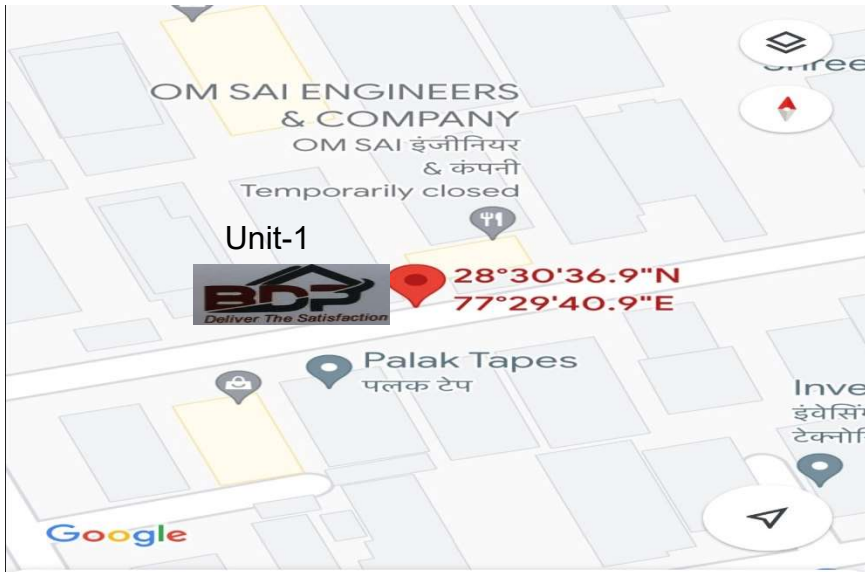 Shree
OM SAI ENGINEERS
& COMPANY
OM SAI इंजीनियर
& कंपनी
Temporarily closed
Unit-1
BDP
Deliver The Satisfaction
28°30'36.9"N
77°29'40.9"E
Palak Tapes
पलक टेप
Inve
इंवेसिं
टेक्नो
Google